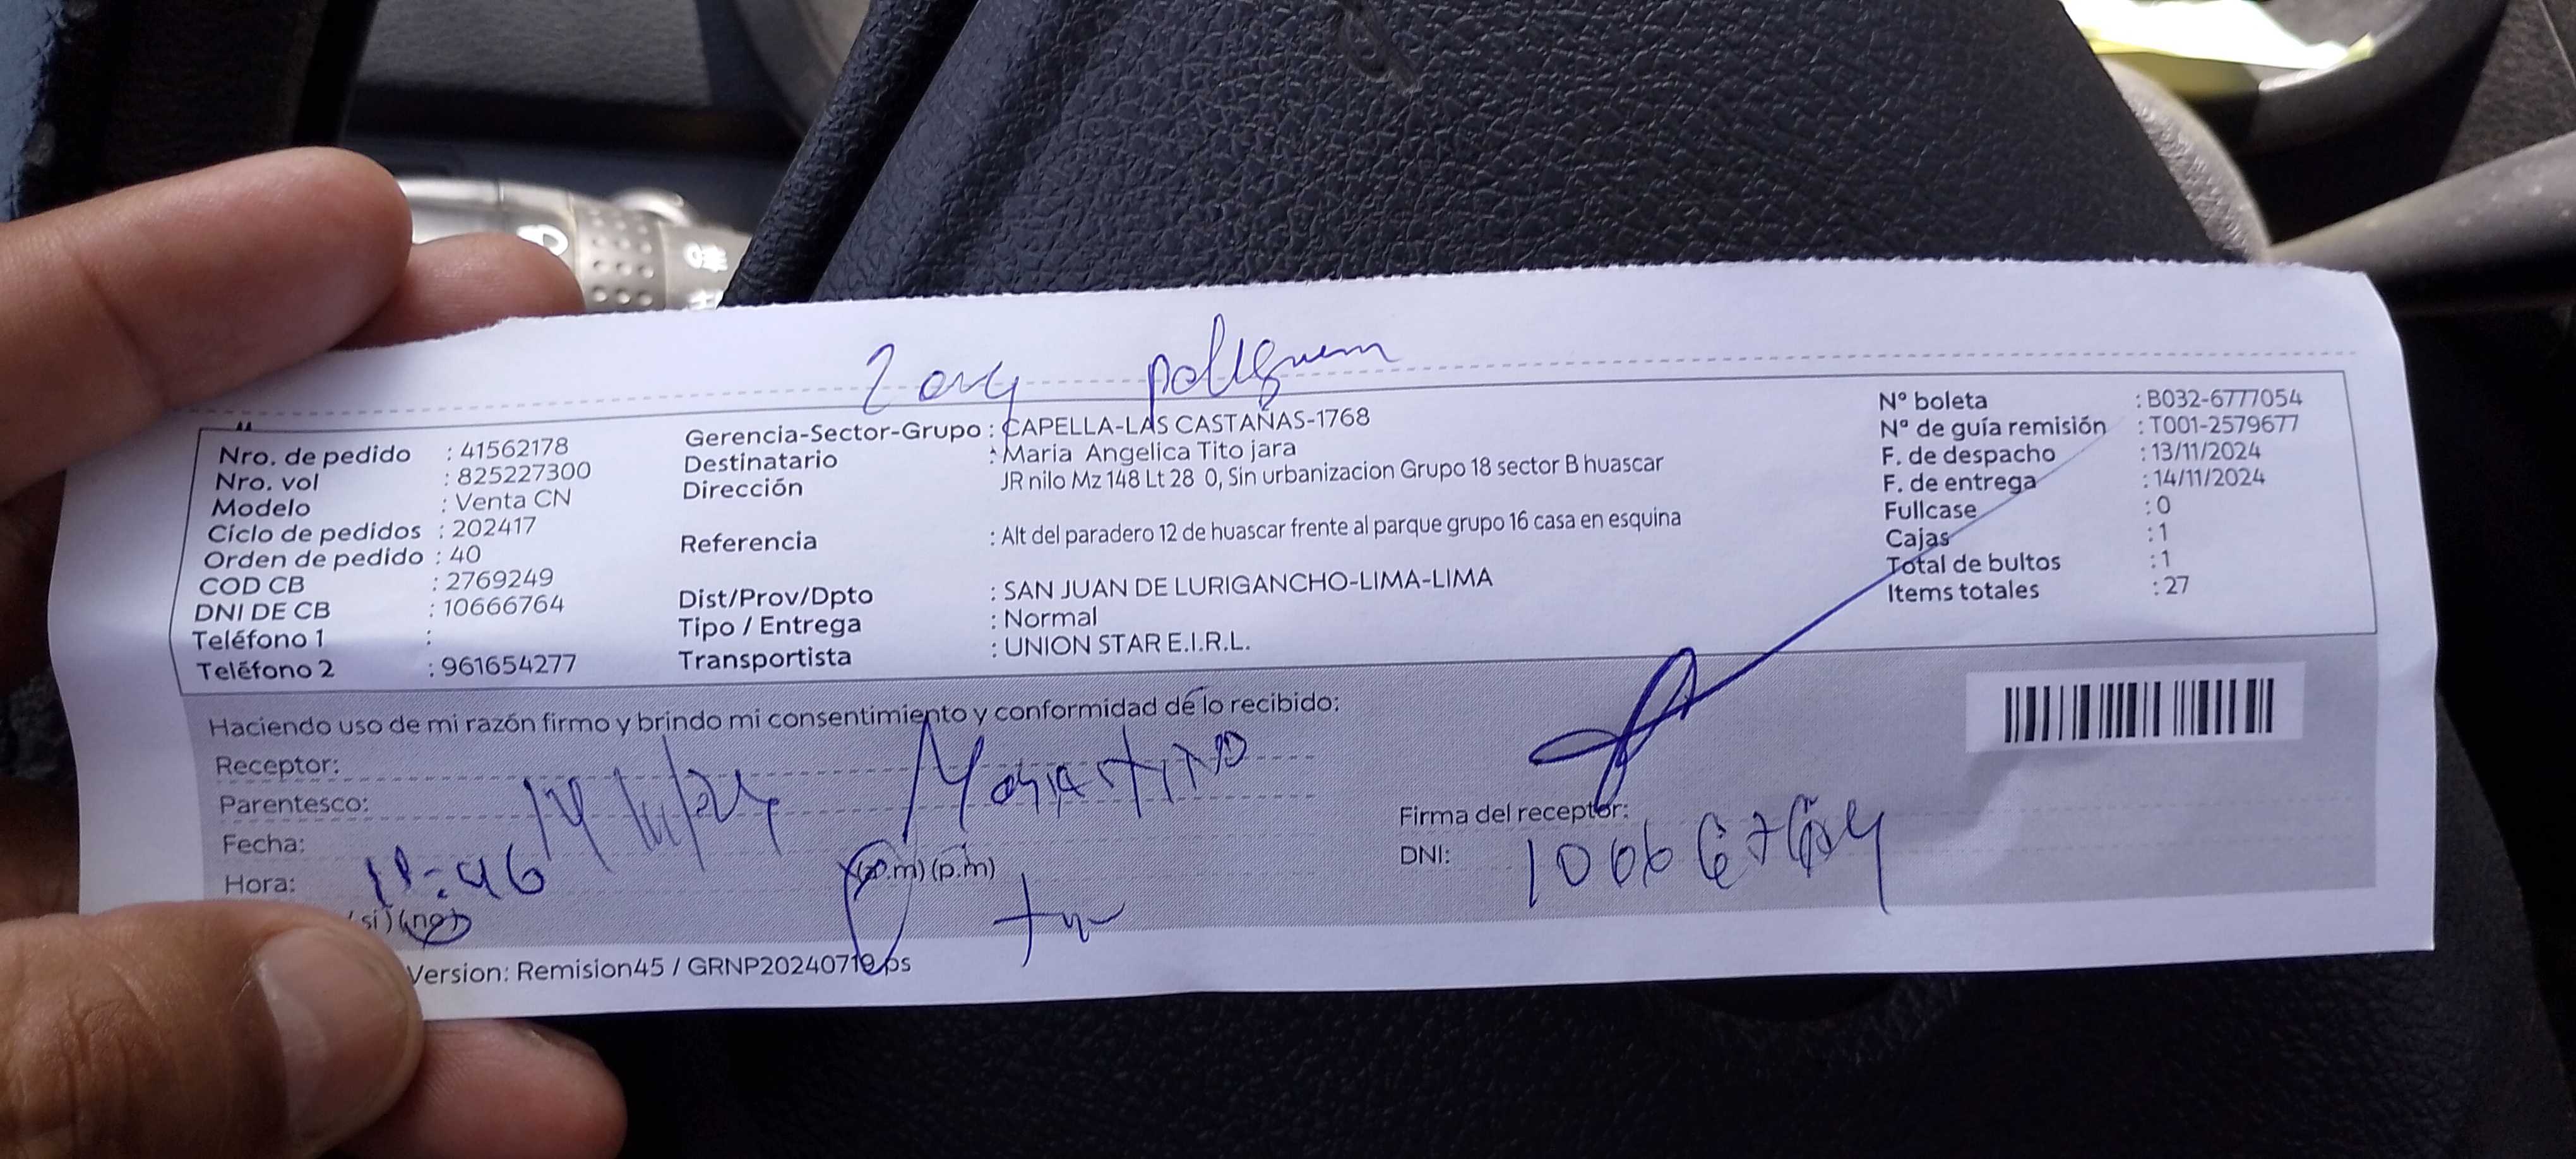 Nro. de pedido : 41562178
Nro. vol : 825227300
Modelo : Venta CN
Ciclo de pedidos : 202417
Orden de pedido : 40
COD CB : 2769249
DNI DE CB : 10666764
Teléfono 1 :
Teléfono 2 : 961654277
Gerencia-Sector-Grupo : CAPELLA-LAS CASTAÑAS-1768
Destinatario : Maria Angelica Tito jara
Dirección JR nilo Mz 148 Lt 28 0, Sin urbanizacion Grupo 18 sector B huascar
Referencia : Alt del paradero 12 de huascar frente al parque grupo 16 casa en esquina
Dist/Prov/Dpto : SAN JUAN DE LURIGANCHO-LIMA-LIMA
Tipo / Entrega : Normal
Transportista : UNION STAR E.I.R.L.
N° boleta : B032-6777054
N° de guía remisión : T001-2579677
F. de despacho : 13/11/2024
F. de entrega : 14/11/2024
Fullcase : 0
Cajas : 1
Total de bultos : 1
Items totales : 27
Haciendo uso de mi razón firmo y brindo mi consentimiento y conformidad de lo recibido:
Receptor:
Parentesco:
Fecha: 14/11/24
Hora: (a.m) (p.m)
(si) (no)
Firma del receptor:
DNI:
Version: Remision45 / GRNP20240719.ps